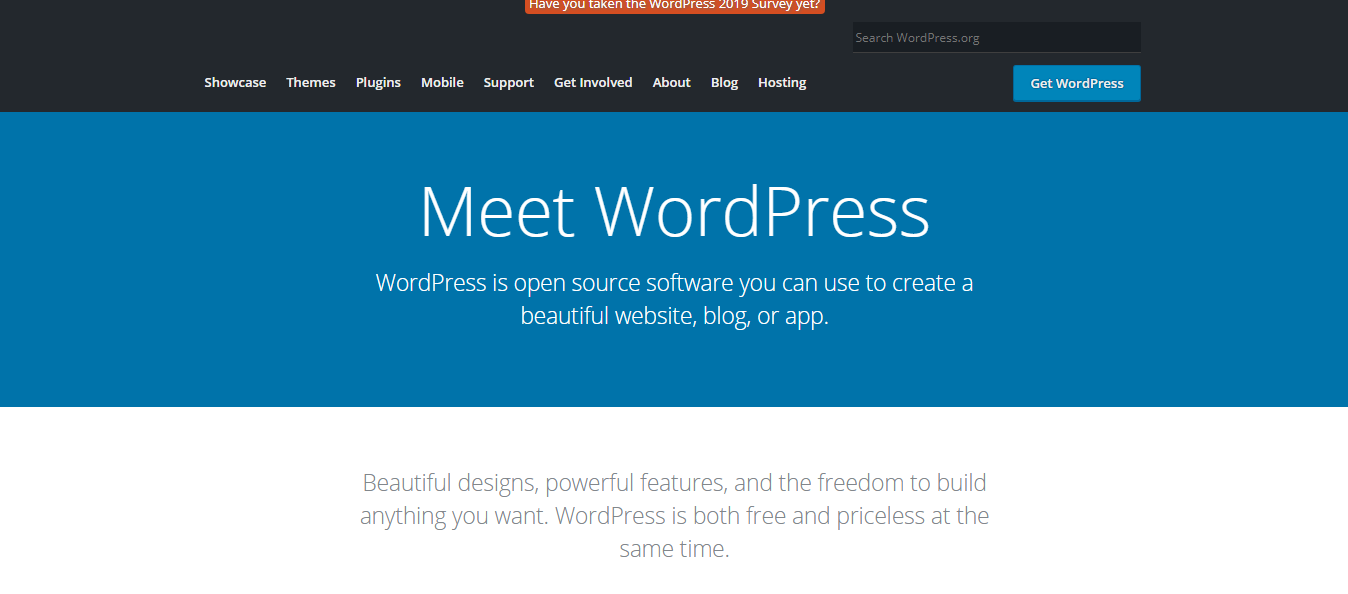 Have you taken the WordPress 2019 Survey yet?
Search WordPress.org
Showcase Themes Plugins Mobile Support Get Involved About Blog Hosting Get WordPress
Meet WordPress
WordPress is open source software you can use to create a
beautiful website, blog, or app.
Beautiful designs, powerful features, and the freedom to build
anything you want. WordPress is both free and priceless at the
same time.